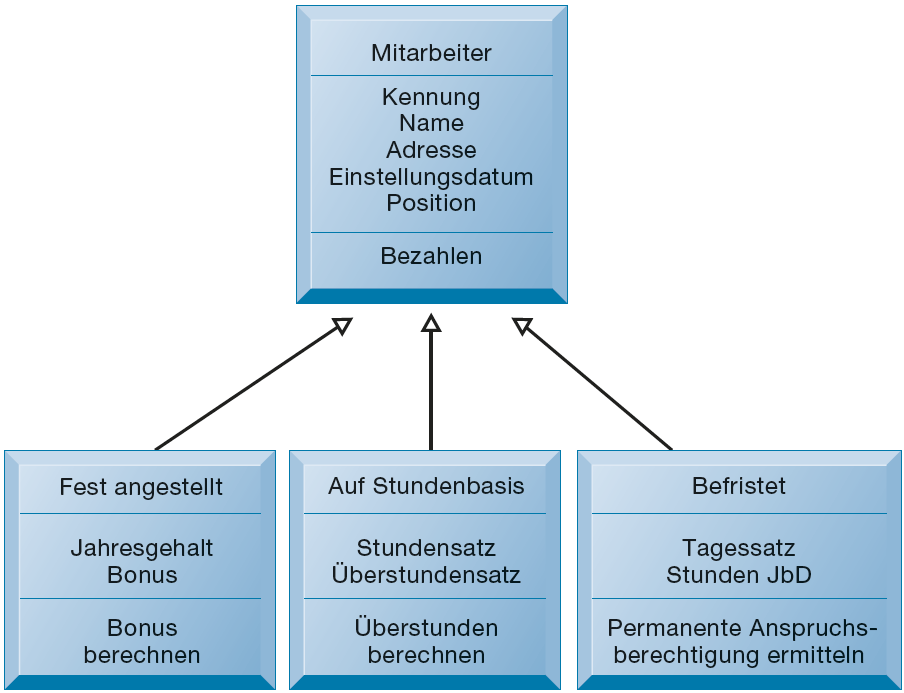 Mitarbeiter
Kennung
Name
Adresse
Einstellungsdatum
Position
Bezahlen
Fest angestellt
Jahresgehalt
Bonus
Bonus
berechnen
Auf Stundenbasis
Stundensatz
Überstundensatz
Überstunden
berechnen
Befristet
Tagessatz
Stunden JbD
Permanente Anspruchs-
berechtigung ermitteln